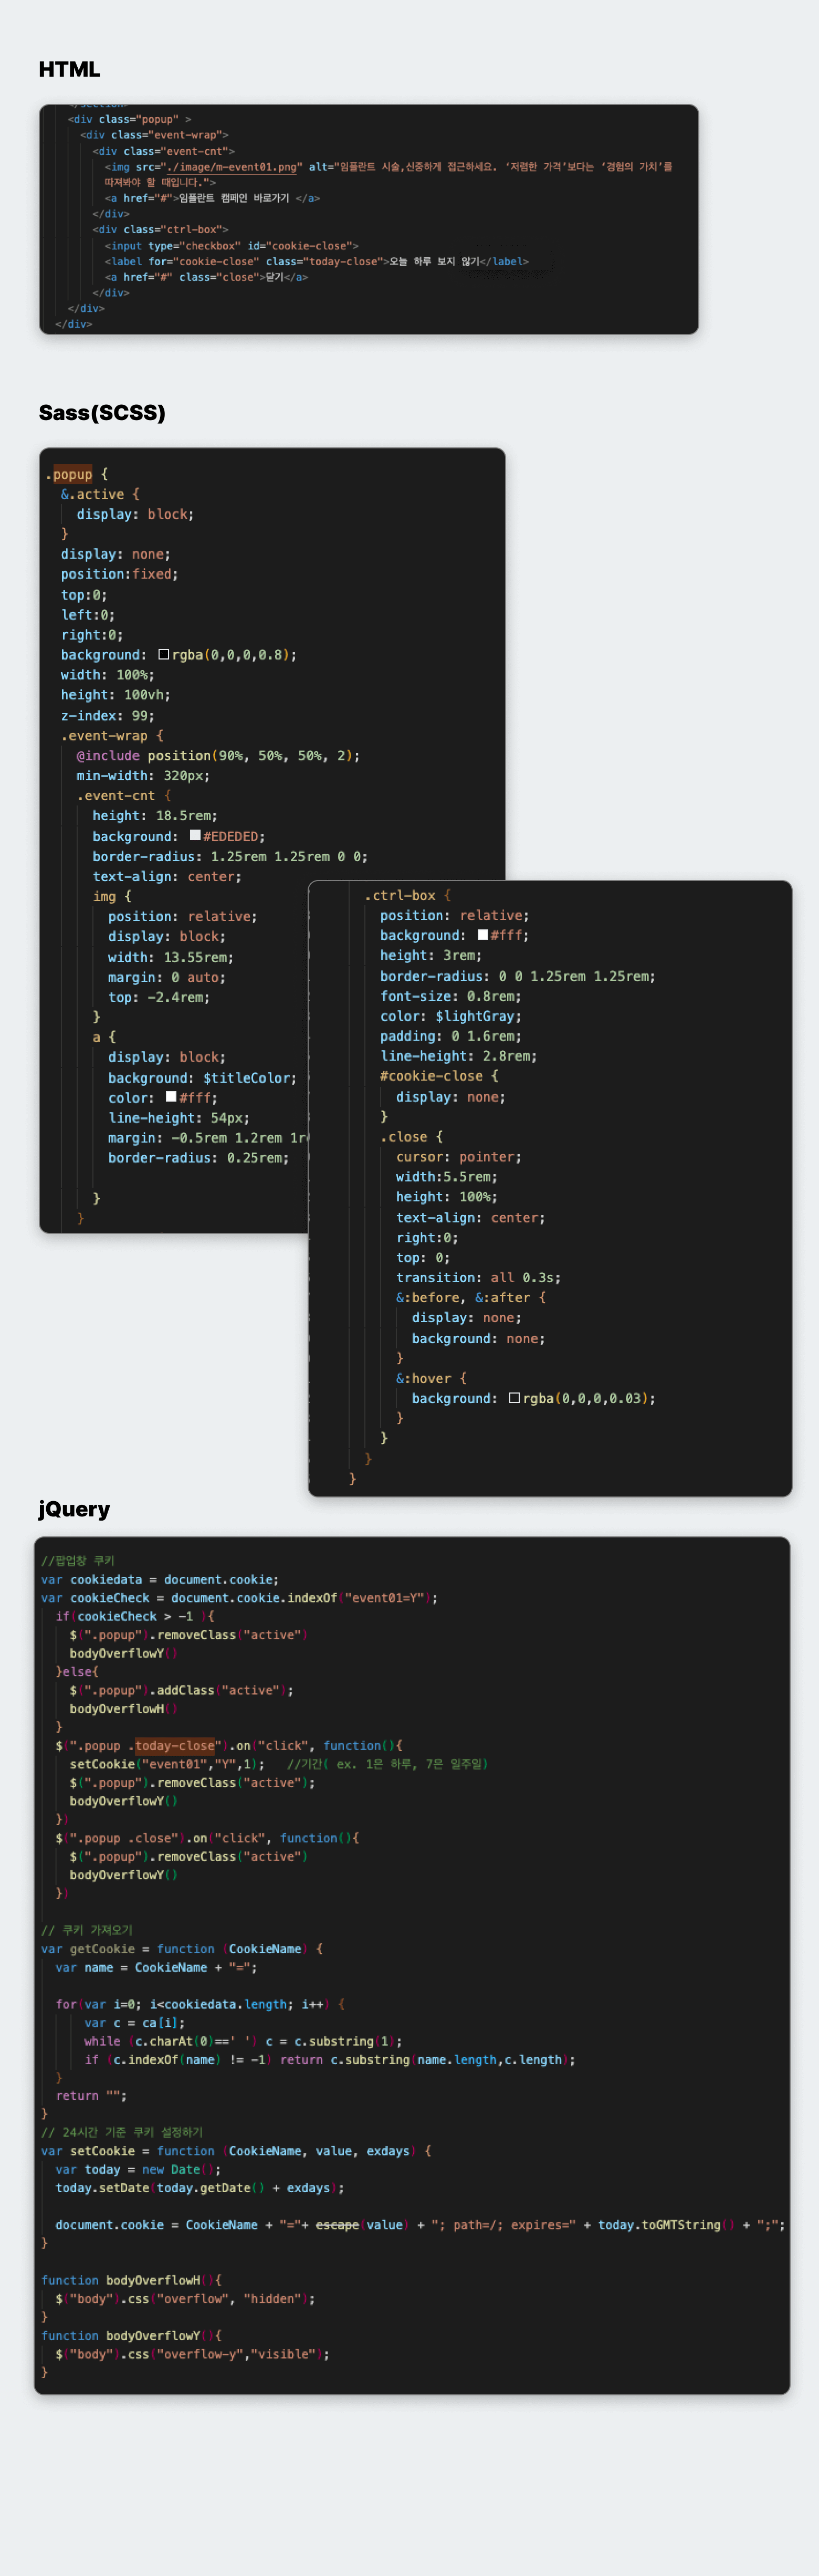 HTML
</section>
<div class="popup" >
<div class="event-wrap">
<div class="event-cnt">
<img src="./image/m-event01.png" alt="임플란트 시술,신중하게 접근하세요. ‘저렴한 가격’보다는 ‘경험의 가치’를
따져봐야 할 때입니다.">
<a href="#">임플란트 캠페인 바로가기 </a>
</div>
<div class="ctrl-box">
<input type="checkbox" id="cookie-close">
<label for="cookie-close" class="today-close">오늘 하루 보지 않기</label>
<a href="#" class="close">닫기</a>
</div>
</div>
</div>
Sass(SCSS)
.popup {
&.active {
display: block;
}
display: none;
position:fixed;
top:0;
left:0;
right:0;
background: rgba(0,0,0,0.8);
width: 100%;
height: 100vh;
z-index: 99;
.event-wrap {
@include position(90%, 50%, 50%, 2);
min-width: 320px;
.event-cnt {
height: 18.5rem;
background: #EDEDED;
border-radius: 1.25rem 1.25rem 0 0;
text-align: center;
img {
position: relative;
display: block;
width: 13.55rem;
margin: 0 auto;
top: -2.4rem;
}
a {
display: block;
background: $titleColor;
color: #fff;
line-height: 54px;
margin: -0.5rem 1.2rem 1r
border-radius: 0.25rem;
}
}
.ctrl-box {
position: relative;
background: #fff;
height: 3rem;
border-radius: 0 0 1.25rem 1.25rem;
font-size: 0.8rem;
color: $lightGray;
padding: 0 1.6rem;
line-height: 2.8rem;
#cookie-close {
display: none;
}
.close {
cursor: pointer;
width:5.5rem;
height: 100%;
text-align: center;
right:0;
top: 0;
transition: all 0.3s;
&:before, &:after {
display: none;
background: none;
}
&:hover {
background: rgba(0,0,0,0.03);
}
}
}
}
jQuery
//팝업창 쿠키
var cookiedata = document.cookie;
var cookieCheck = document.cookie.indexOf("event01=Y");
if(cookieCheck > -1 ){
$(".popup").removeClass("active")
bodyOverflowY()
}else{
$(".popup").addClass("active");
bodyOverflowH()
}
$(".popup .today-close").on("click", function(){
setCookie("event01","Y",1); //기간( ex. 1은 하루, 7은 일주일)
$(".popup").removeClass("active");
bodyOverflowY()
})
$(".popup .close").on("click", function(){
$(".popup").removeClass("active")
bodyOverflowY()
})
// 쿠키 가져오기
var getCookie = function (CookieName) {
var name = CookieName + "=";
for(var i=0; i<cookiedata.length; i++) {
var c = ca[i];
while (c.charAt(0)==' ') c = c.substring(1);
if (c.indexOf(name) != -1) return c.substring(name.length,c.length);
}
return "";
}
// 24시간 기준 쿠키 설정하기
var setCookie = function (CookieName, value, exdays) {
var today = new Date();
today.setDate(today.getDate() + exdays);
document.cookie = CookieName + "="+ escape(value) + "; path=/; expires=" + today.toGMTString() + ";";
}
function bodyOverflowH(){
$("body").css("overflow", "hidden");
}
function bodyOverflowY(){
$("body").css("overflow-y","visible");
}